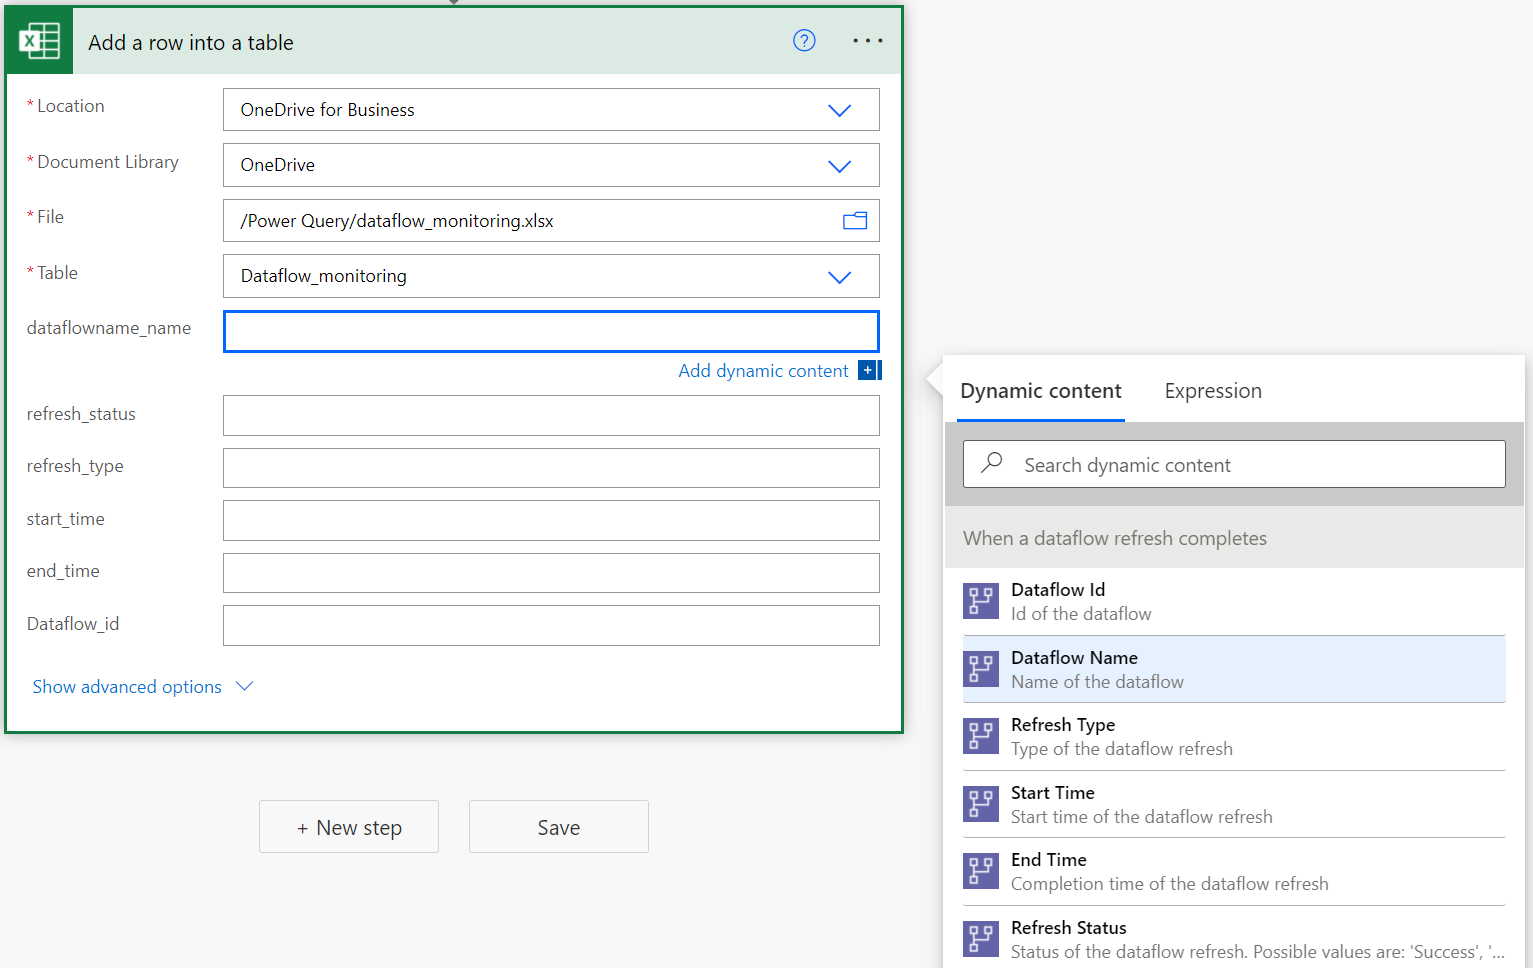 Add a row into a table
?
...
* Location
OneDrive for Business
* Document Library
OneDrive
* File
/Power Query/dataflow_monitoring.xlsx
* Table
Dataflow_monitoring
dataflowname_name
Add dynamic content +
refresh_status
refresh_type
start_time
end_time
Dataflow_id
Show advanced options
+ New step
Save
Dynamic content
Expression
Search dynamic content
When a dataflow refresh completes
Dataflow Id
Id of the dataflow
Dataflow Name
Name of the dataflow
Refresh Type
Type of the dataflow refresh
Start Time
Start time of the dataflow refresh
End Time
Completion time of the dataflow refresh
Refresh Status
Status of the dataflow refresh. Possible values are: 'Success', '...